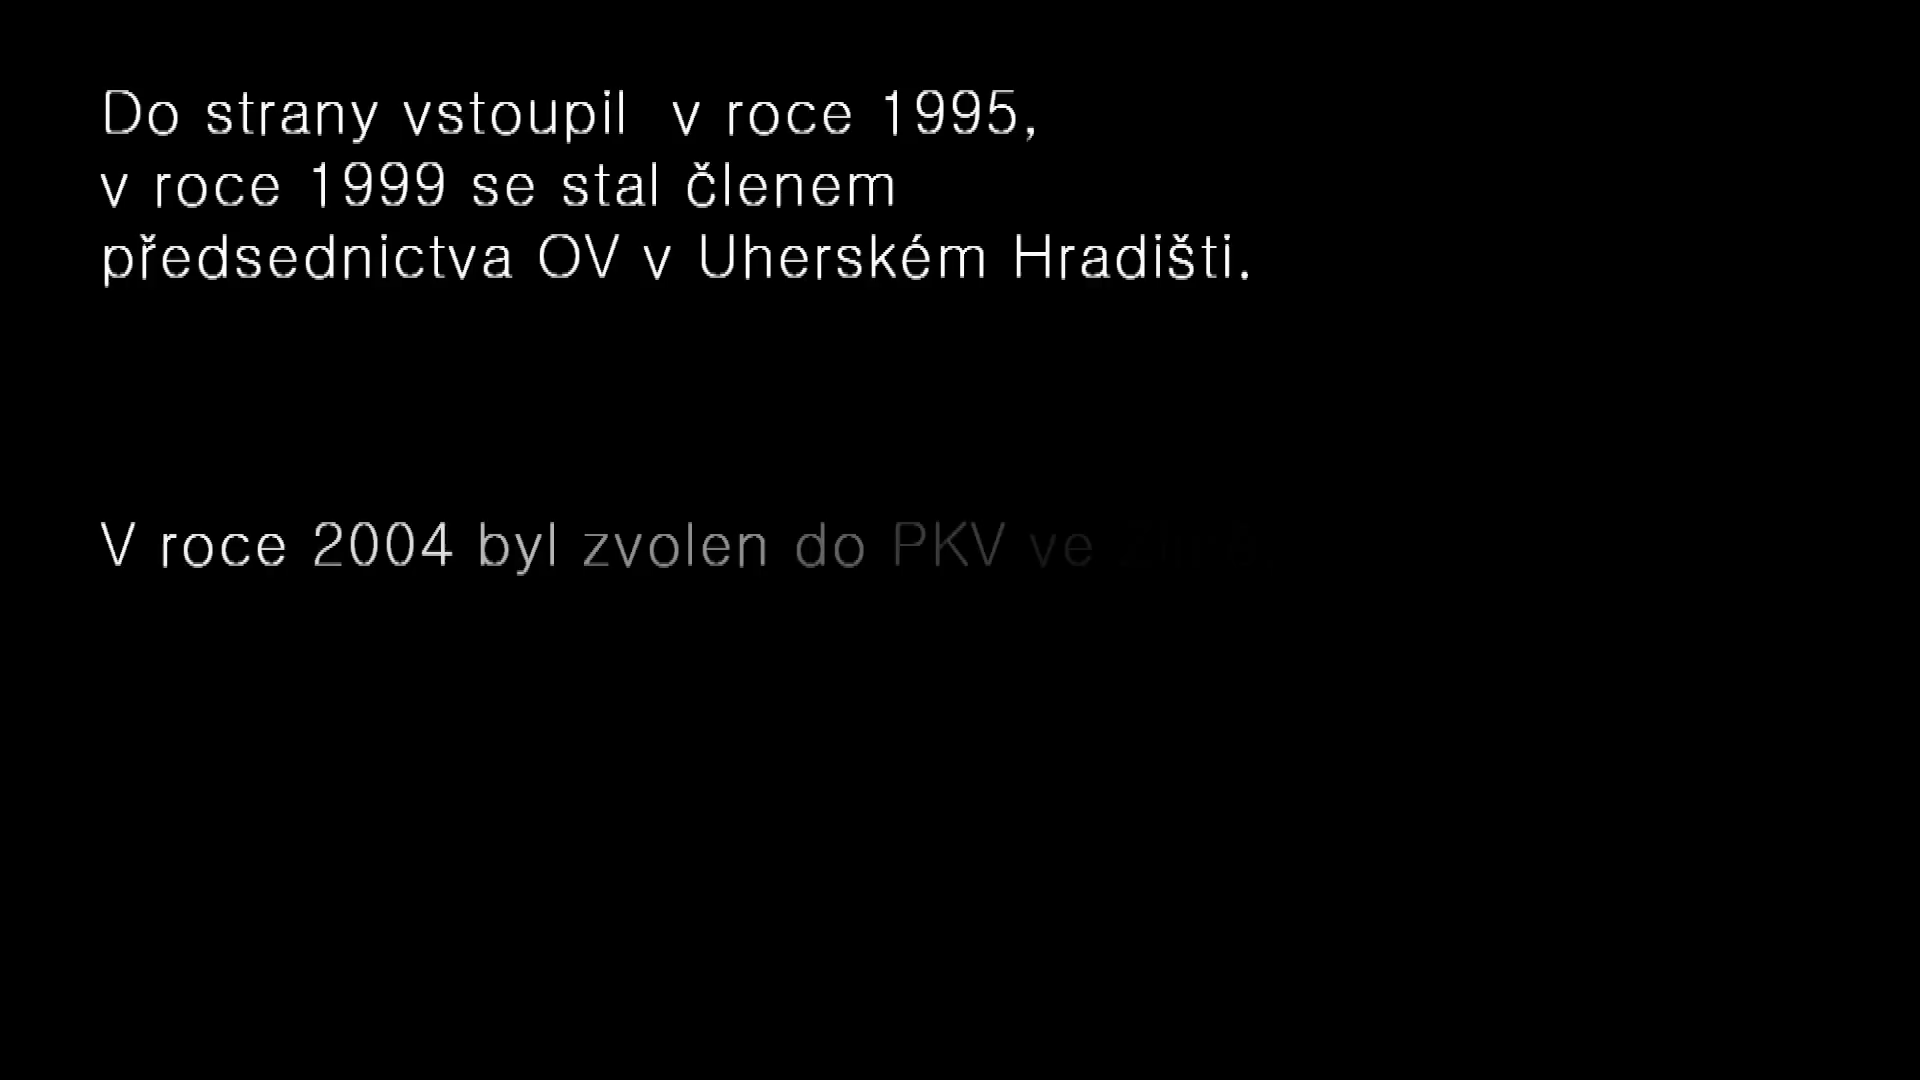 Do strany vstoupil v roce 1995,
v roce 1999 se stal členem
předsednictva OV v Uherském Hradišti.
V roce 2004 byl zvolen do PKV ve